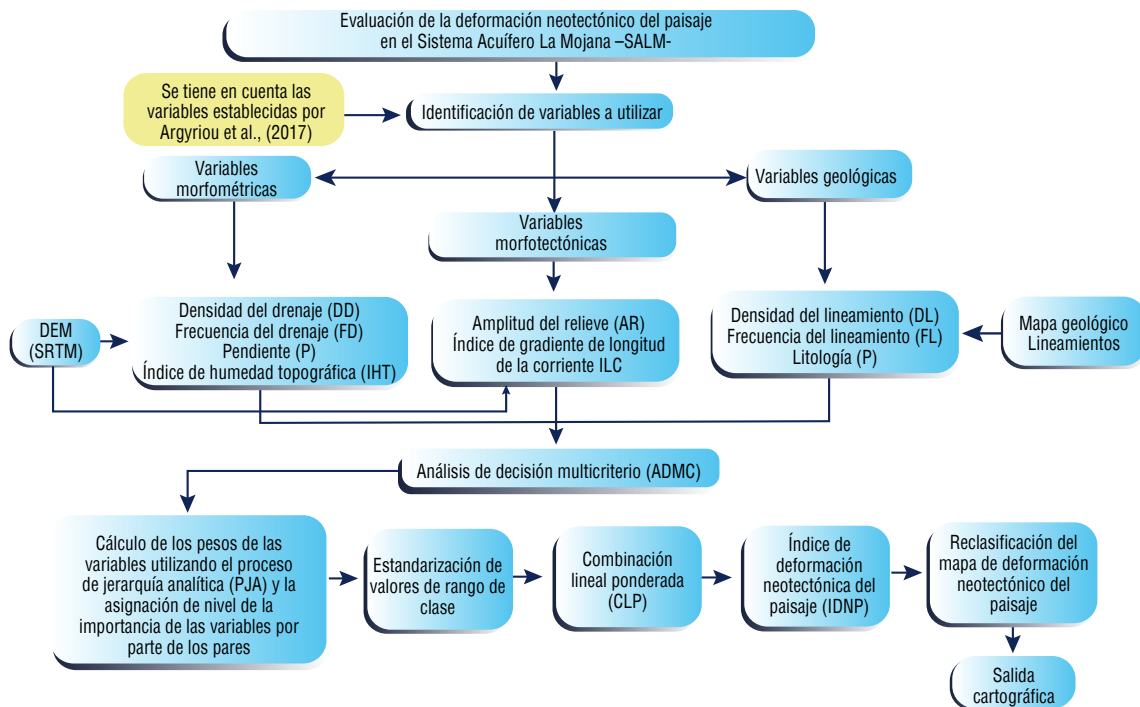 Evaluación de la deformación neotectónico del paisaje
en el Sistema Acuífero La Mojana –SALM-
Se tiene en cuenta las
variables establecidas por
Argyriou et al., (2017)
Identificación de variables a utilizar
Variables
morfométricas
Variables geológicas
Variables
morfotectónicas
DEM
(SRTM)
Densidad del drenaje (DD)
Frecuencia del drenaje (FD)
Pendiente (P)
Índice de humedad topográfica (IHT)
Amplitud del relieve (AR)
Índice de gradiente de longitud
de la corriente ILC
Densidad del lineamiento (DL)
Frecuencia del lineamiento (FL)
Litología (P)
Mapa geológico
Lineamientos
Análisis de decisión multicriterio (ADMC)
Cálculo de los pesos de las
variables utilizando el proceso
de jerarquía analítica (PJA) y la
asignación de nivel de la
importancia de las variables por
parte de los pares
Estandarización de
valores de rango de
clase
Combinación
lineal ponderada
(CLP)
Índice de
deformación
neotectónica del
paisaje (IDNP)
Reclasificación del
mapa de deformación
neotectónico del
paisaje
Salida
cartográfica